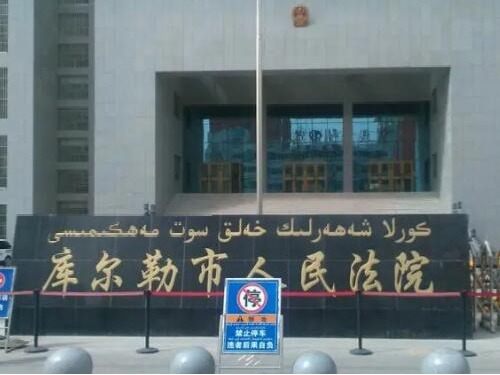 كورلا شەھەرلىك خەلق سوت مەھكىمىسى
库尔勒市人民法院
停
禁止停车
违者后果自负